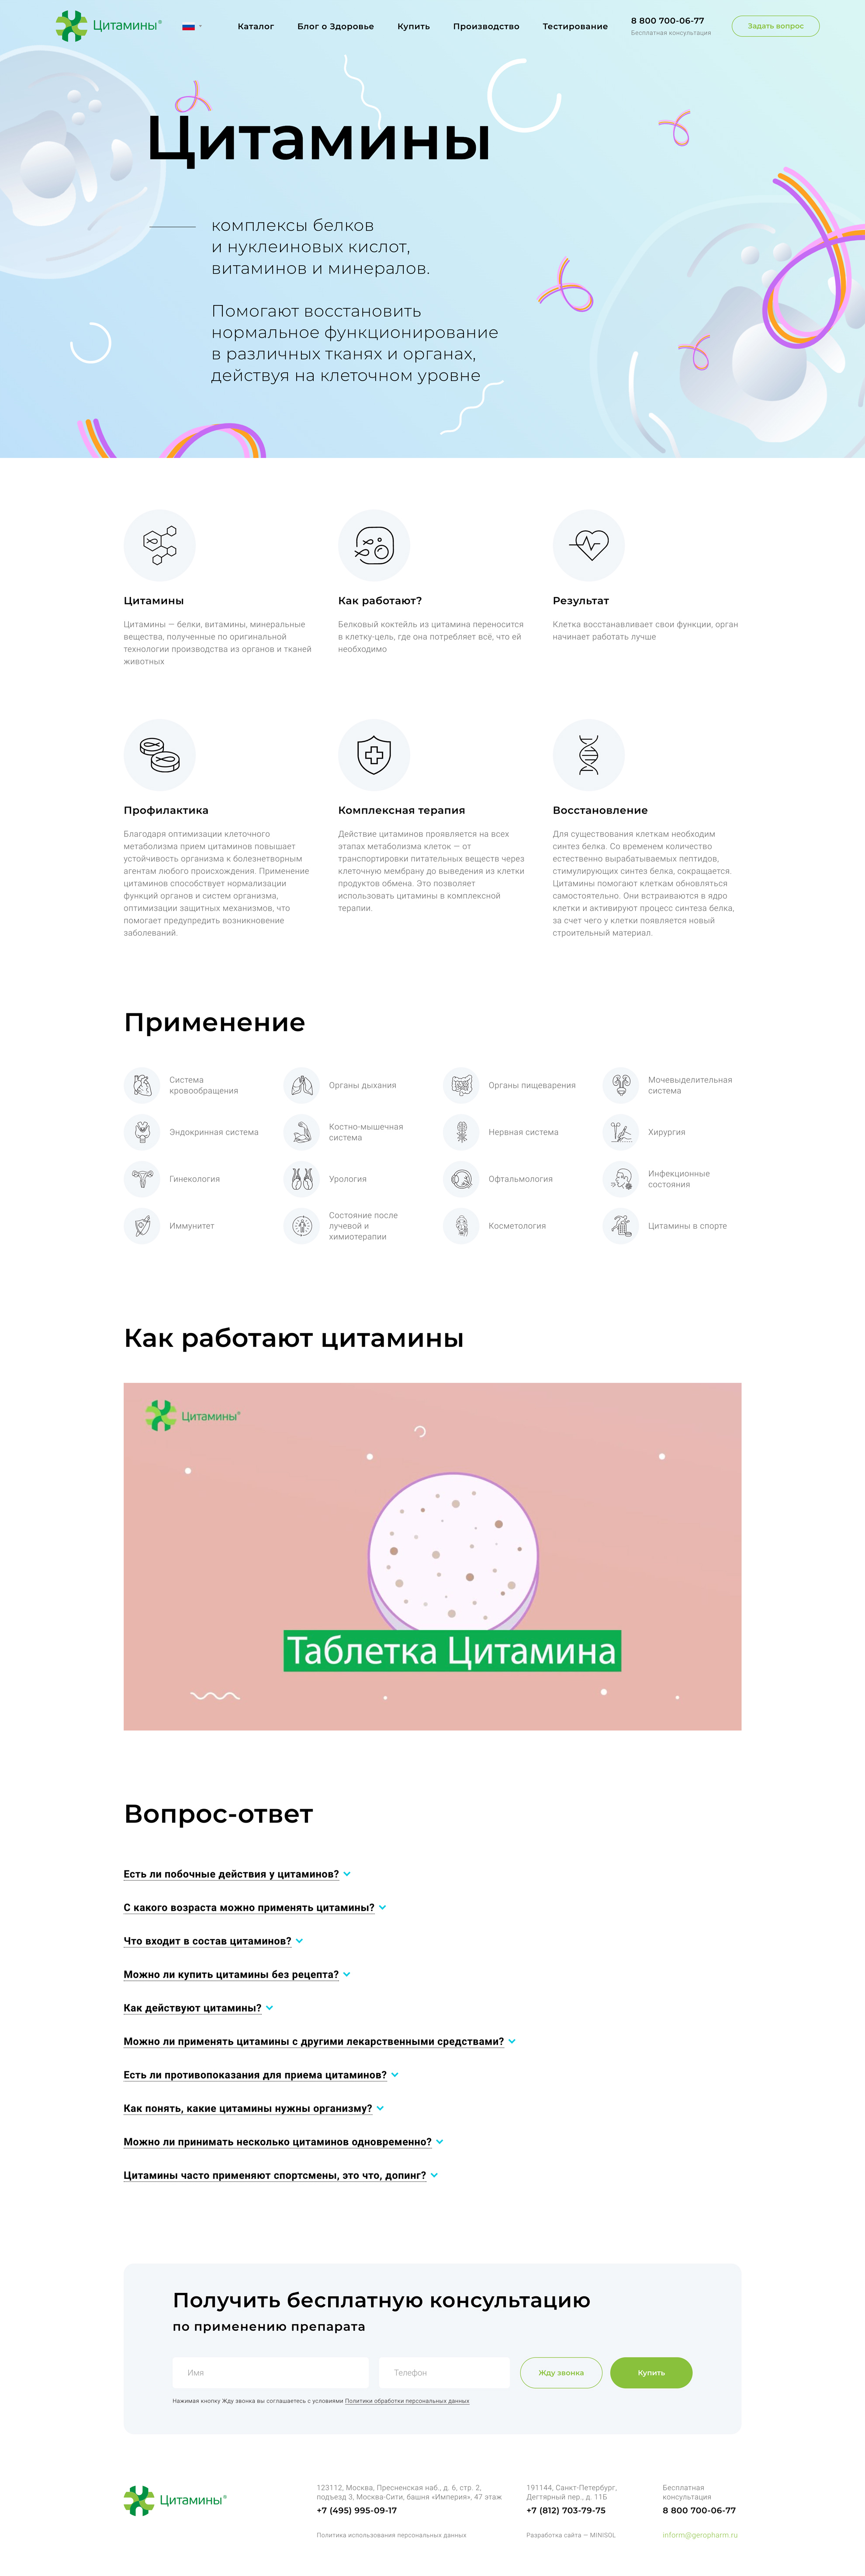 Цитамины®
Каталог
Блог о Здоровье
Купить
Производство
Тестирование
8 800 700-06-77
Бесплатная консультация
Задать вопрос
Цитамины
комплексы белков
и нуклеиновых кислот,
витаминов и минералов.
Помогают восстановить
нормальное функционирование
в различных тканях и органах,
действуя на клеточном уровне
Цитамины
Цитамины — белки, витамины, минеральные
вещества, полученные по оригинальной
технологии производства из органов и тканей
животных
Как работают?
Белковый коктейль из цитамина переносится
в клетку-цель, где она потребляет всё, что ей
необходимо
Результат
Клетка восстанавливает свои функции, орган
начинает работать лучше
Профилактика
Благодаря оптимизации клеточного
метаболизма прием цитаминов повышает
устойчивость организма к болезнетворным
агентам любого происхождения. Применение
цитаминов способствует нормализации
функций органов и систем организма,
оптимизации защитных механизмов, что
помогает предупредить возникновение
заболеваний.
Комплексная терапия
Действие цитаминов проявляется на всех
этапах метаболизма клеток — от
транспортировки питательных веществ через
клеточную мембрану до выведения из клетки
продуктов обмена. Это позволяет
использовать цитамины в комплексной
терапии.
Восстановление
Для существования клеткам необходим
синтез белка. Со временем количество
естественно вырабатываемых пептидов,
стимулирующих синтез белка, сокращается.
Цитамины помогают клеткам обновляться
самостоятельно. Они встраиваются в ядро
клетки и активируют процесс синтеза белка,
за счет чего у клетки появляется новый
строительный материал.
Применение
Система
кровообращения
Органы дыхания
Органы пищеварения
Мочевыделительная
система
Эндокринная система
Костно-мышечная
система
Нервная система
Хирургия
Гинекология
Урология
Офтальмология
Инфекционные
состояния
Иммунитет
Состояние после
лучевой и
химиотерапии
Косметология
Цитамины в спорте
Как работают цитамины
Цитамины®
Таблетка Цитамина
Вопрос-ответ
Есть ли побочные действия у цитаминов?
С какого возраста можно применять цитамины?
Что входит в состав цитаминов?
Можно ли купить цитамины без рецепта?
Как действуют цитамины?
Можно ли применять цитамины с другими лекарственными средствами?
Есть ли противопоказания для приема цитаминов?
Как понять, какие цитамины нужны организму?
Можно ли принимать несколько цитаминов одновременно?
Цитамины часто применяют спортсмены, это что, допинг?
Получить бесплатную консультацию
по применению препарата
Имя
Телефон
Жду звонка
Купить
Нажимая кнопку Жду звонка вы соглашаетесь с условиями Политики обработки персональных данных
Цитамины®
123112, Москва, Пресненская наб., д. 6, стр. 2,
подъезд 3, Москва-Сити, башня «Империя», 47 этаж
+7 (495) 995-09-17
Политика использования персональных данных
191144, Санкт-Петербург,
Дегтярный пер., д. 11Б
+7 (812) 703-79-75
Разработка сайта — MINISOL
Бесплатная
консультация
8 800 700-06-77
inform@geropharm.ru